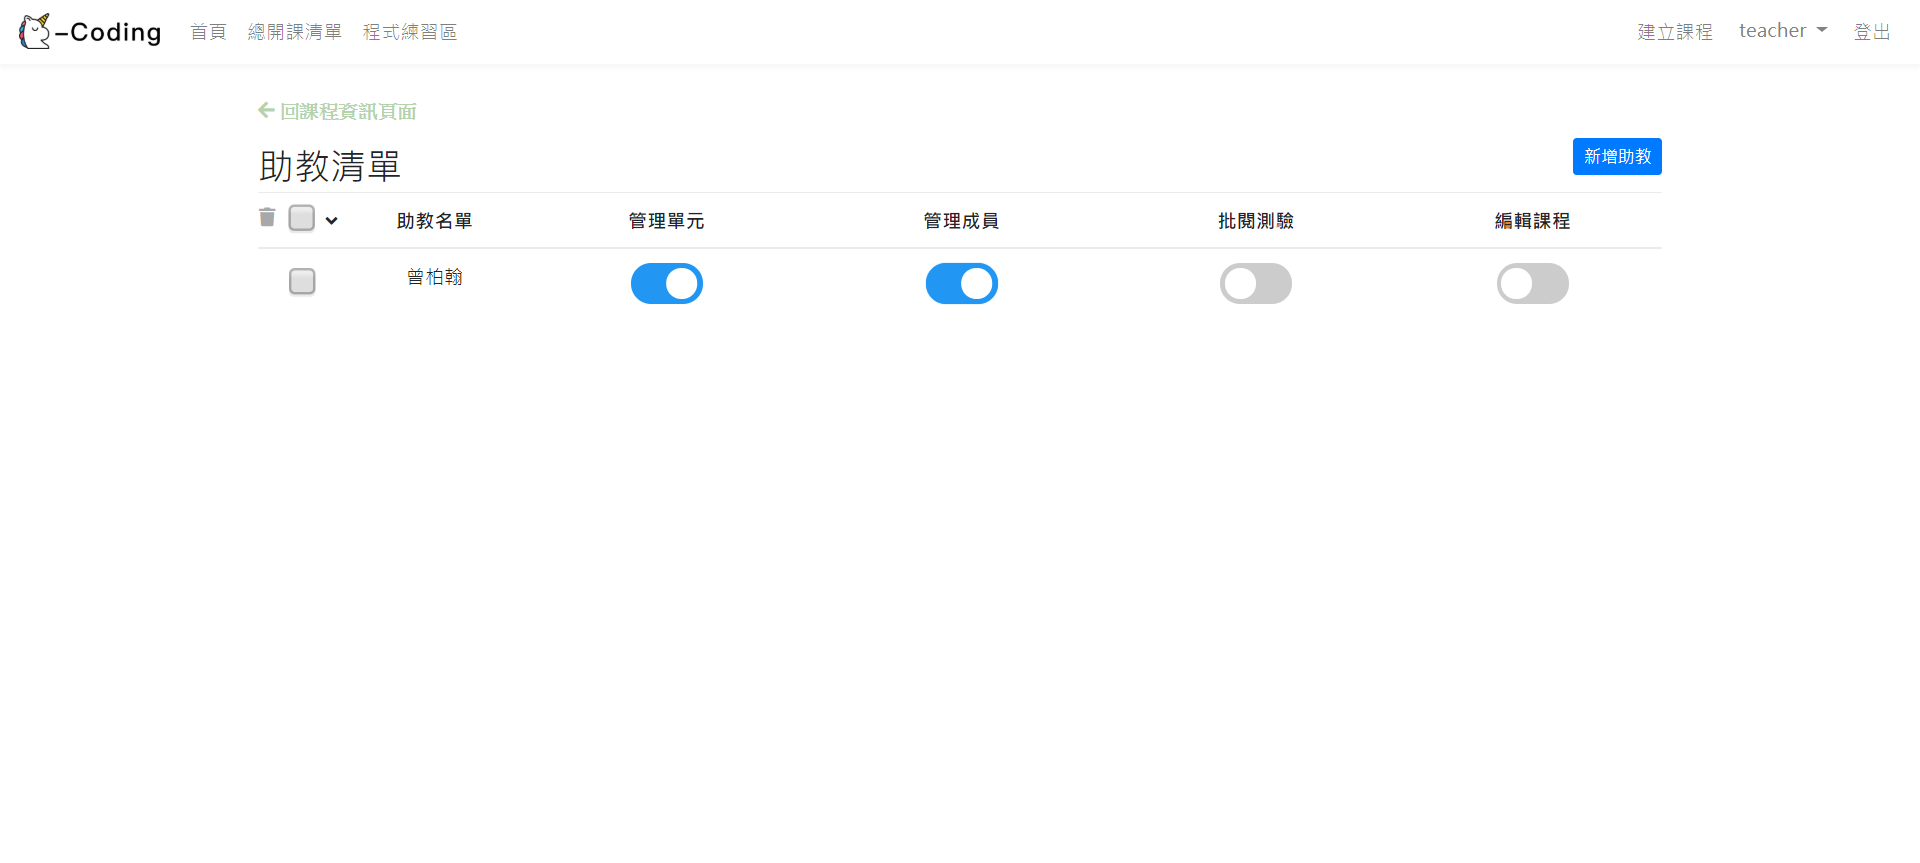 -Coding 首頁 總開課清單 程式練習區 建立課程 teacher 登出
回課程資訊頁面
助教清單 新增助教
助教名單 管理單元 管理成員 批閱測驗 編輯課程
曾柏翰